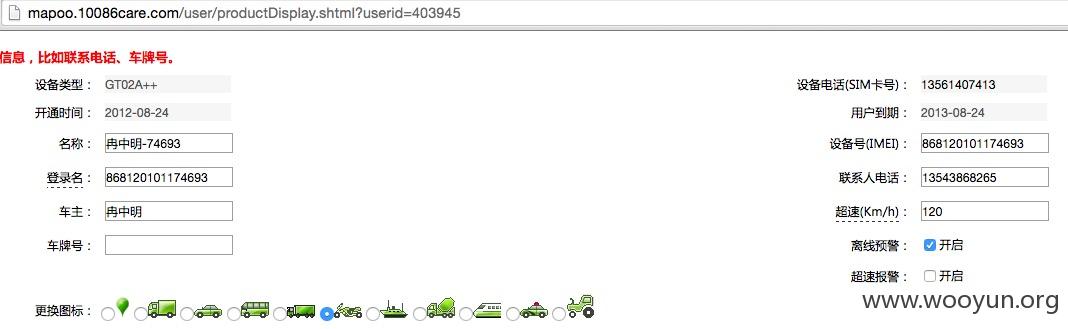 mapoo.10086care.com/user/productDisplay.shtml?userid=403945
信息，比如联系电话、车牌号。
设备类型： GT02A++ 设备电话(SIM卡号)： 13561407413
开通时间： 2012-08-24 用户到期： 2013-08-24
名称： 冉中明-74693 设备号(IMEI)： 868120101174693
登录名： 868120101174693 联系人电话： 13543868265
车主： 冉中明 超速(Km/h)： 120
车牌号： 离线预警： 开启
超速报警： 开启
更换图标：
www.wooyun.org